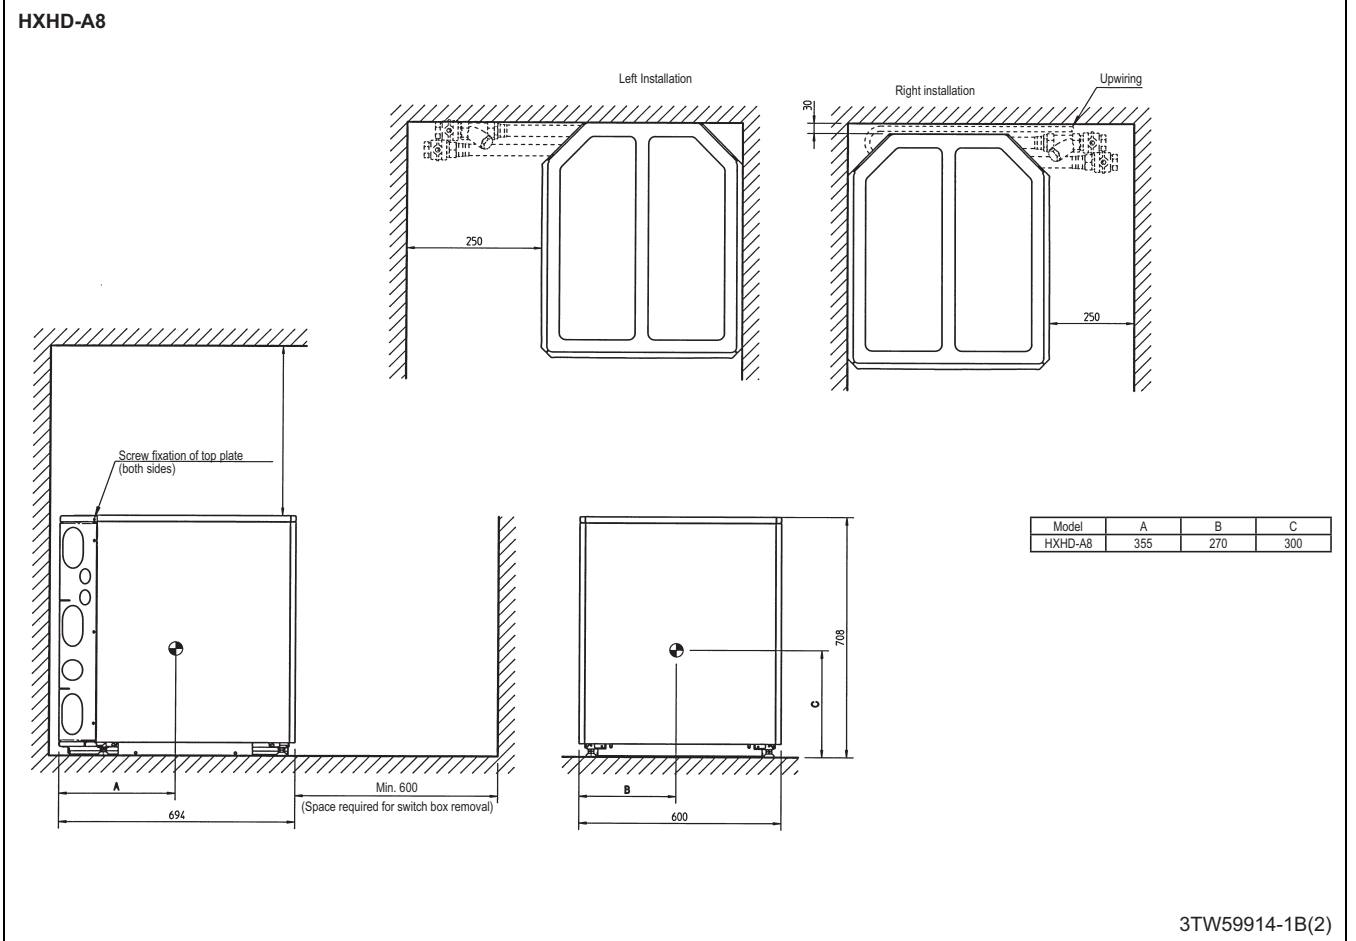 HXHD-A8
Left Installation
Right installation
Upwiring
30
250
250
Screw fixation of top plate
(both sides)
Model A B C
HXHD-A8 355 270 300
708
C
A
Min. 600
(Space required for switch box removal)
694
B
600
3TW59914-1B(2)